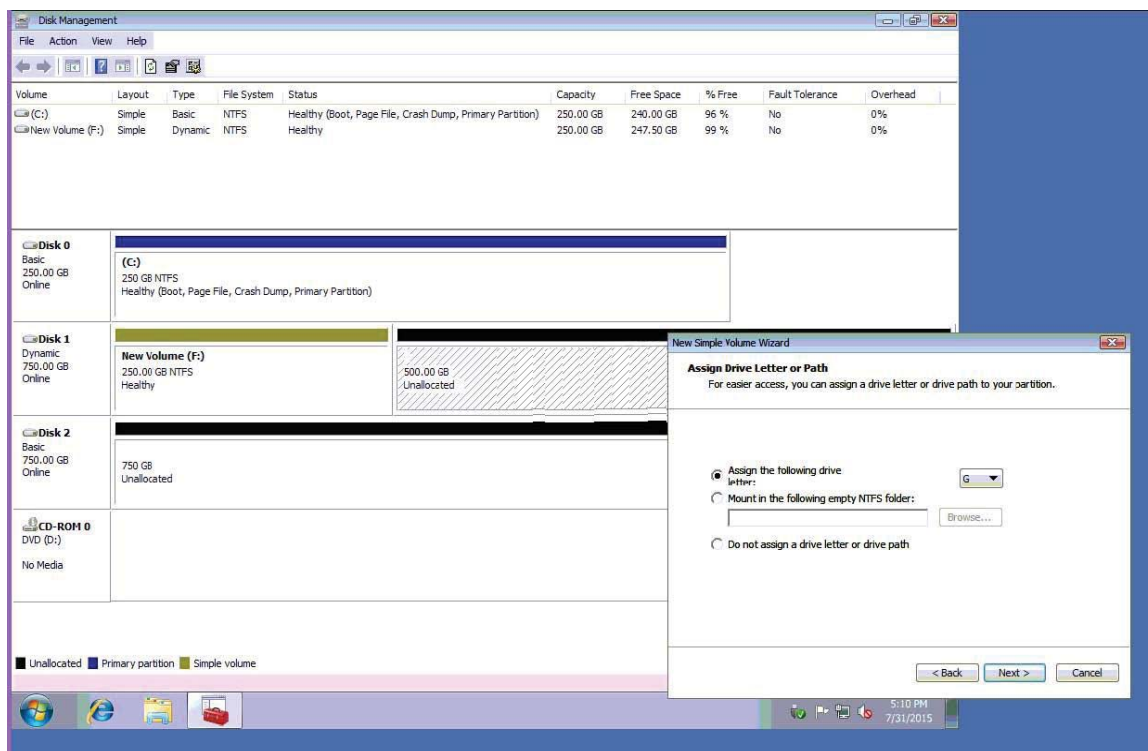 Disk Management
File Action View Help
Volume Layout Type File System Status Capacity Free Space % Free Fault Tolerance Overhead
(C:) Simple Basic NTFS Healthy (Boot, Page File, Crash Dump, Primary Partition) 250.00 GB 240.00 GB 96 % No 0%
New Volume (F:) Simple Dynamic NTFS Healthy 250.00 GB 247.50 GB 99 % No 0%
Disk 0
Basic
250.00 GB
Online
(C:)
250 GB NTFS
Healthy (Boot, Page File, Crash Dump, Primary Partition)
Disk 1
Dynamic
750.00 GB
Online
New Volume (F:)
250.00 GB NTFS
Healthy
500.00 GB
Unallocated
Disk 2
Basic
750.00 GB
Online
750 GB
Unallocated
CD-ROM 0
DVD (D:)
No Media
Unallocated Primary partition Simple volume
New Simple Volume Wizard
Assign Drive Letter or Path
For easier access, you can assign a drive letter or drive path to your partition.
Assign the following drive
letter:
G
Mount in the following empty NTFS folder:
Browse...
Do not assign a drive letter or drive path
< Back Next > Cancel
5:10 PM
7/31/2015